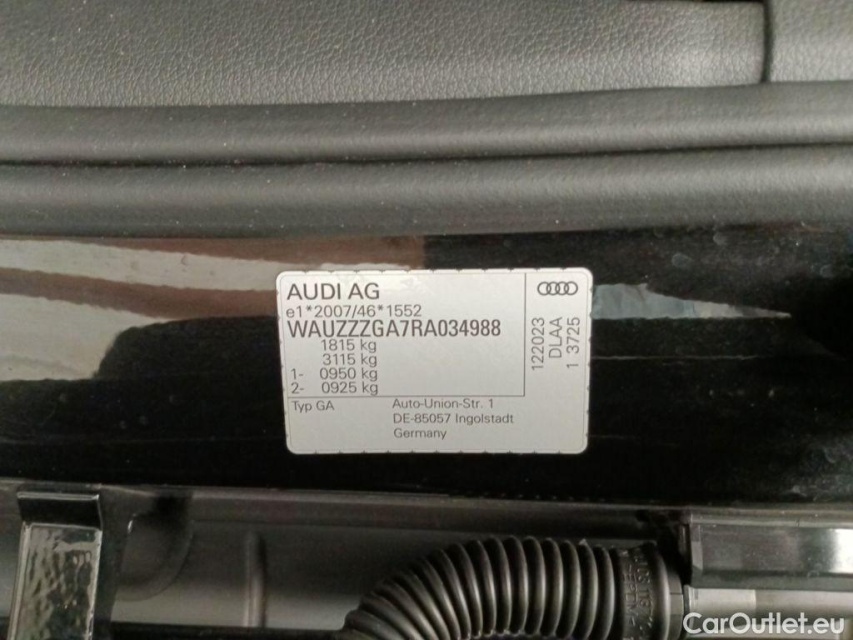 AUDI AG
e1*2007/46*1552
WAUZZZGA7RA034988
1815 kg
3115 kg
1- 0950 kg
2- 0925 kg
Typ GA
Auto-Union-Str. 1
DE-85057 Ingolstadt
Germany
122023
DLAA
1 3725
CarOutlet.eu